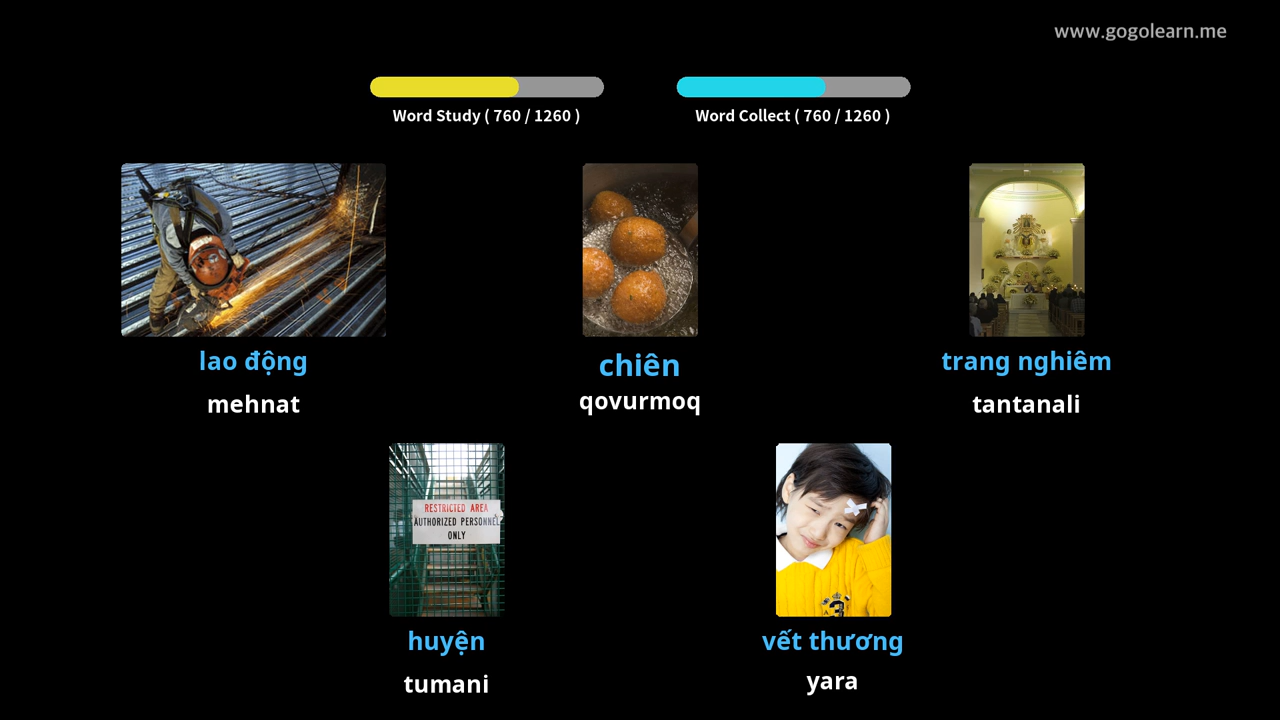 www.gogolearn.me
Word Study ( 760 / 1260 )
Word Collect ( 760 / 1260 )
lao động
mehnat
chiên
qovurmoq
trang nghiêm
tantanali
RESTRICTED AREA
AUTHORIZED PERSONNEL
ONLY
3
huyện
tumani
vết thương
yara